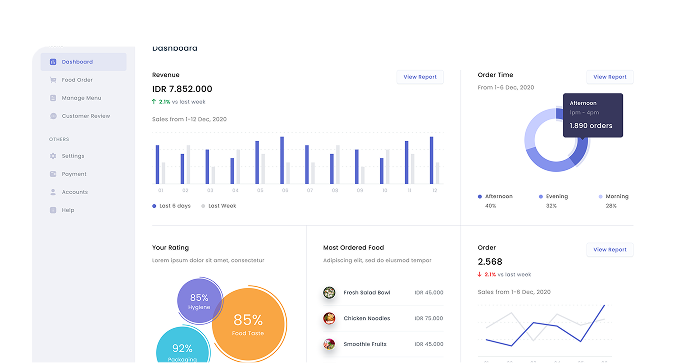 Dashboard
Dashboard
Food Order
Manage Menu
Customer Review
OTHERS
Settings
Payment
Accounts
Help
Revenue
View Report
IDR 7.852.000
2.1% vs last week
Sales from 1-12 Dec, 2020
01 02 03 04 05 06 07 08 09 10 11 12
Last 6 days
Last Week
Order Time
View Report
From 1-6 Dec, 2020
Afternoon
1pm - 4pm
1.890 orders
Afternoon
40%
Evening
32%
Morning
28%
Your Rating
Lorem ipsum dolor sit amet, consectetur
85%
Hygiene
85%
Food Taste
92%
Packaging
Most Ordered Food
Adipiscing elit, sed do eiusmod tempor
Fresh Salad Bowl IDR 45.000
Chicken Noodles IDR 75.000
Smoothie Fruits IDR 45.000
Order
View Report
2.568
2.1% vs last week
Sales from 1-6 Dec, 2020